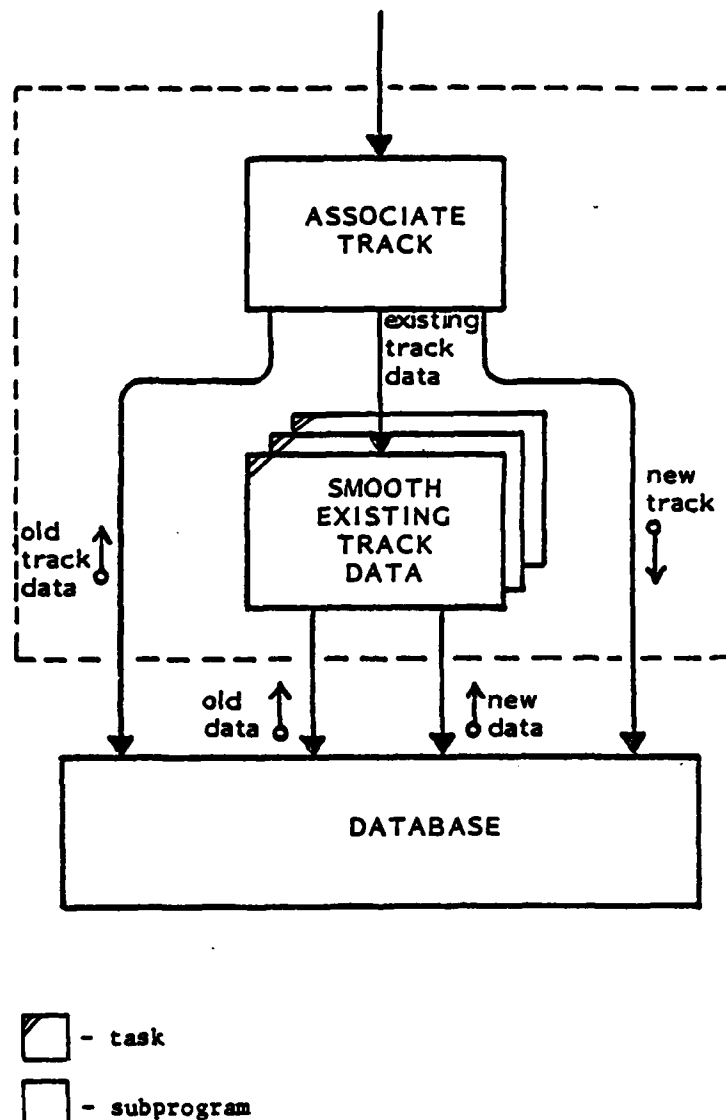 ASSOCIATE
TRACK
existing
track
data
SMOOTH
EXISTING
TRACK
DATA
old
track
data
new
track
old
data
new
data
DATABASE
- task
- subprogram